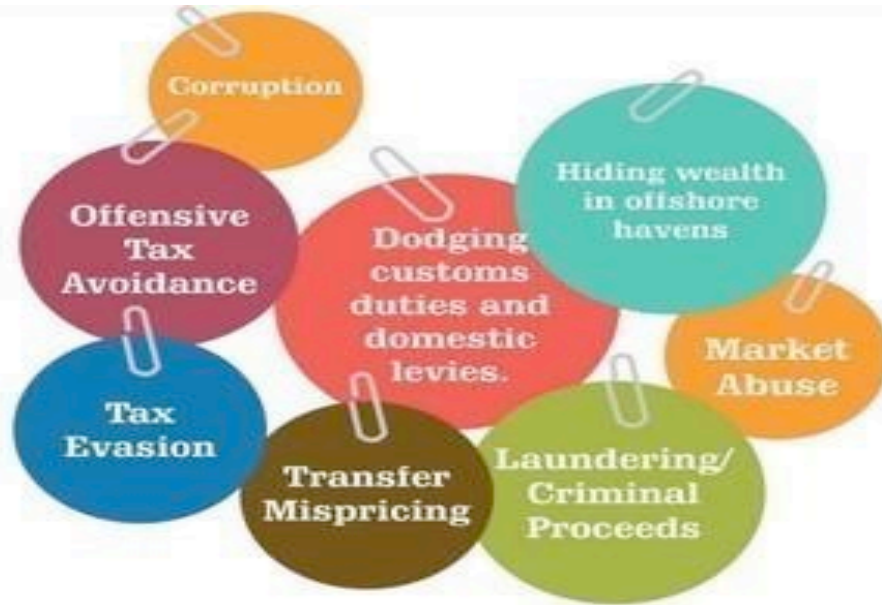 Corruption
Offensive
Tax
Avoidance
Dodging
customs
duties and
domestic
levies.
Hiding wealth
in offshore
havens
Market
Abuse
Tax
Evasion
Transfer
Mispricing
Laundering/
Criminal
Proceeds